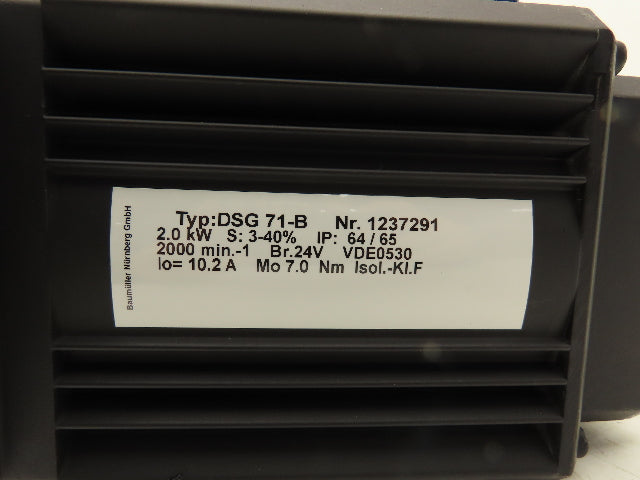 Typ:DSG 71-B Nr. 1237291
2.0 kW S: 3-40% IP: 64 / 65
2000 min.-1 Br.24V VDE0530
Io= 10.2 A Mo 7.0 Nm Isol.-Kl.F
Baumüller Nürnberg GmbH